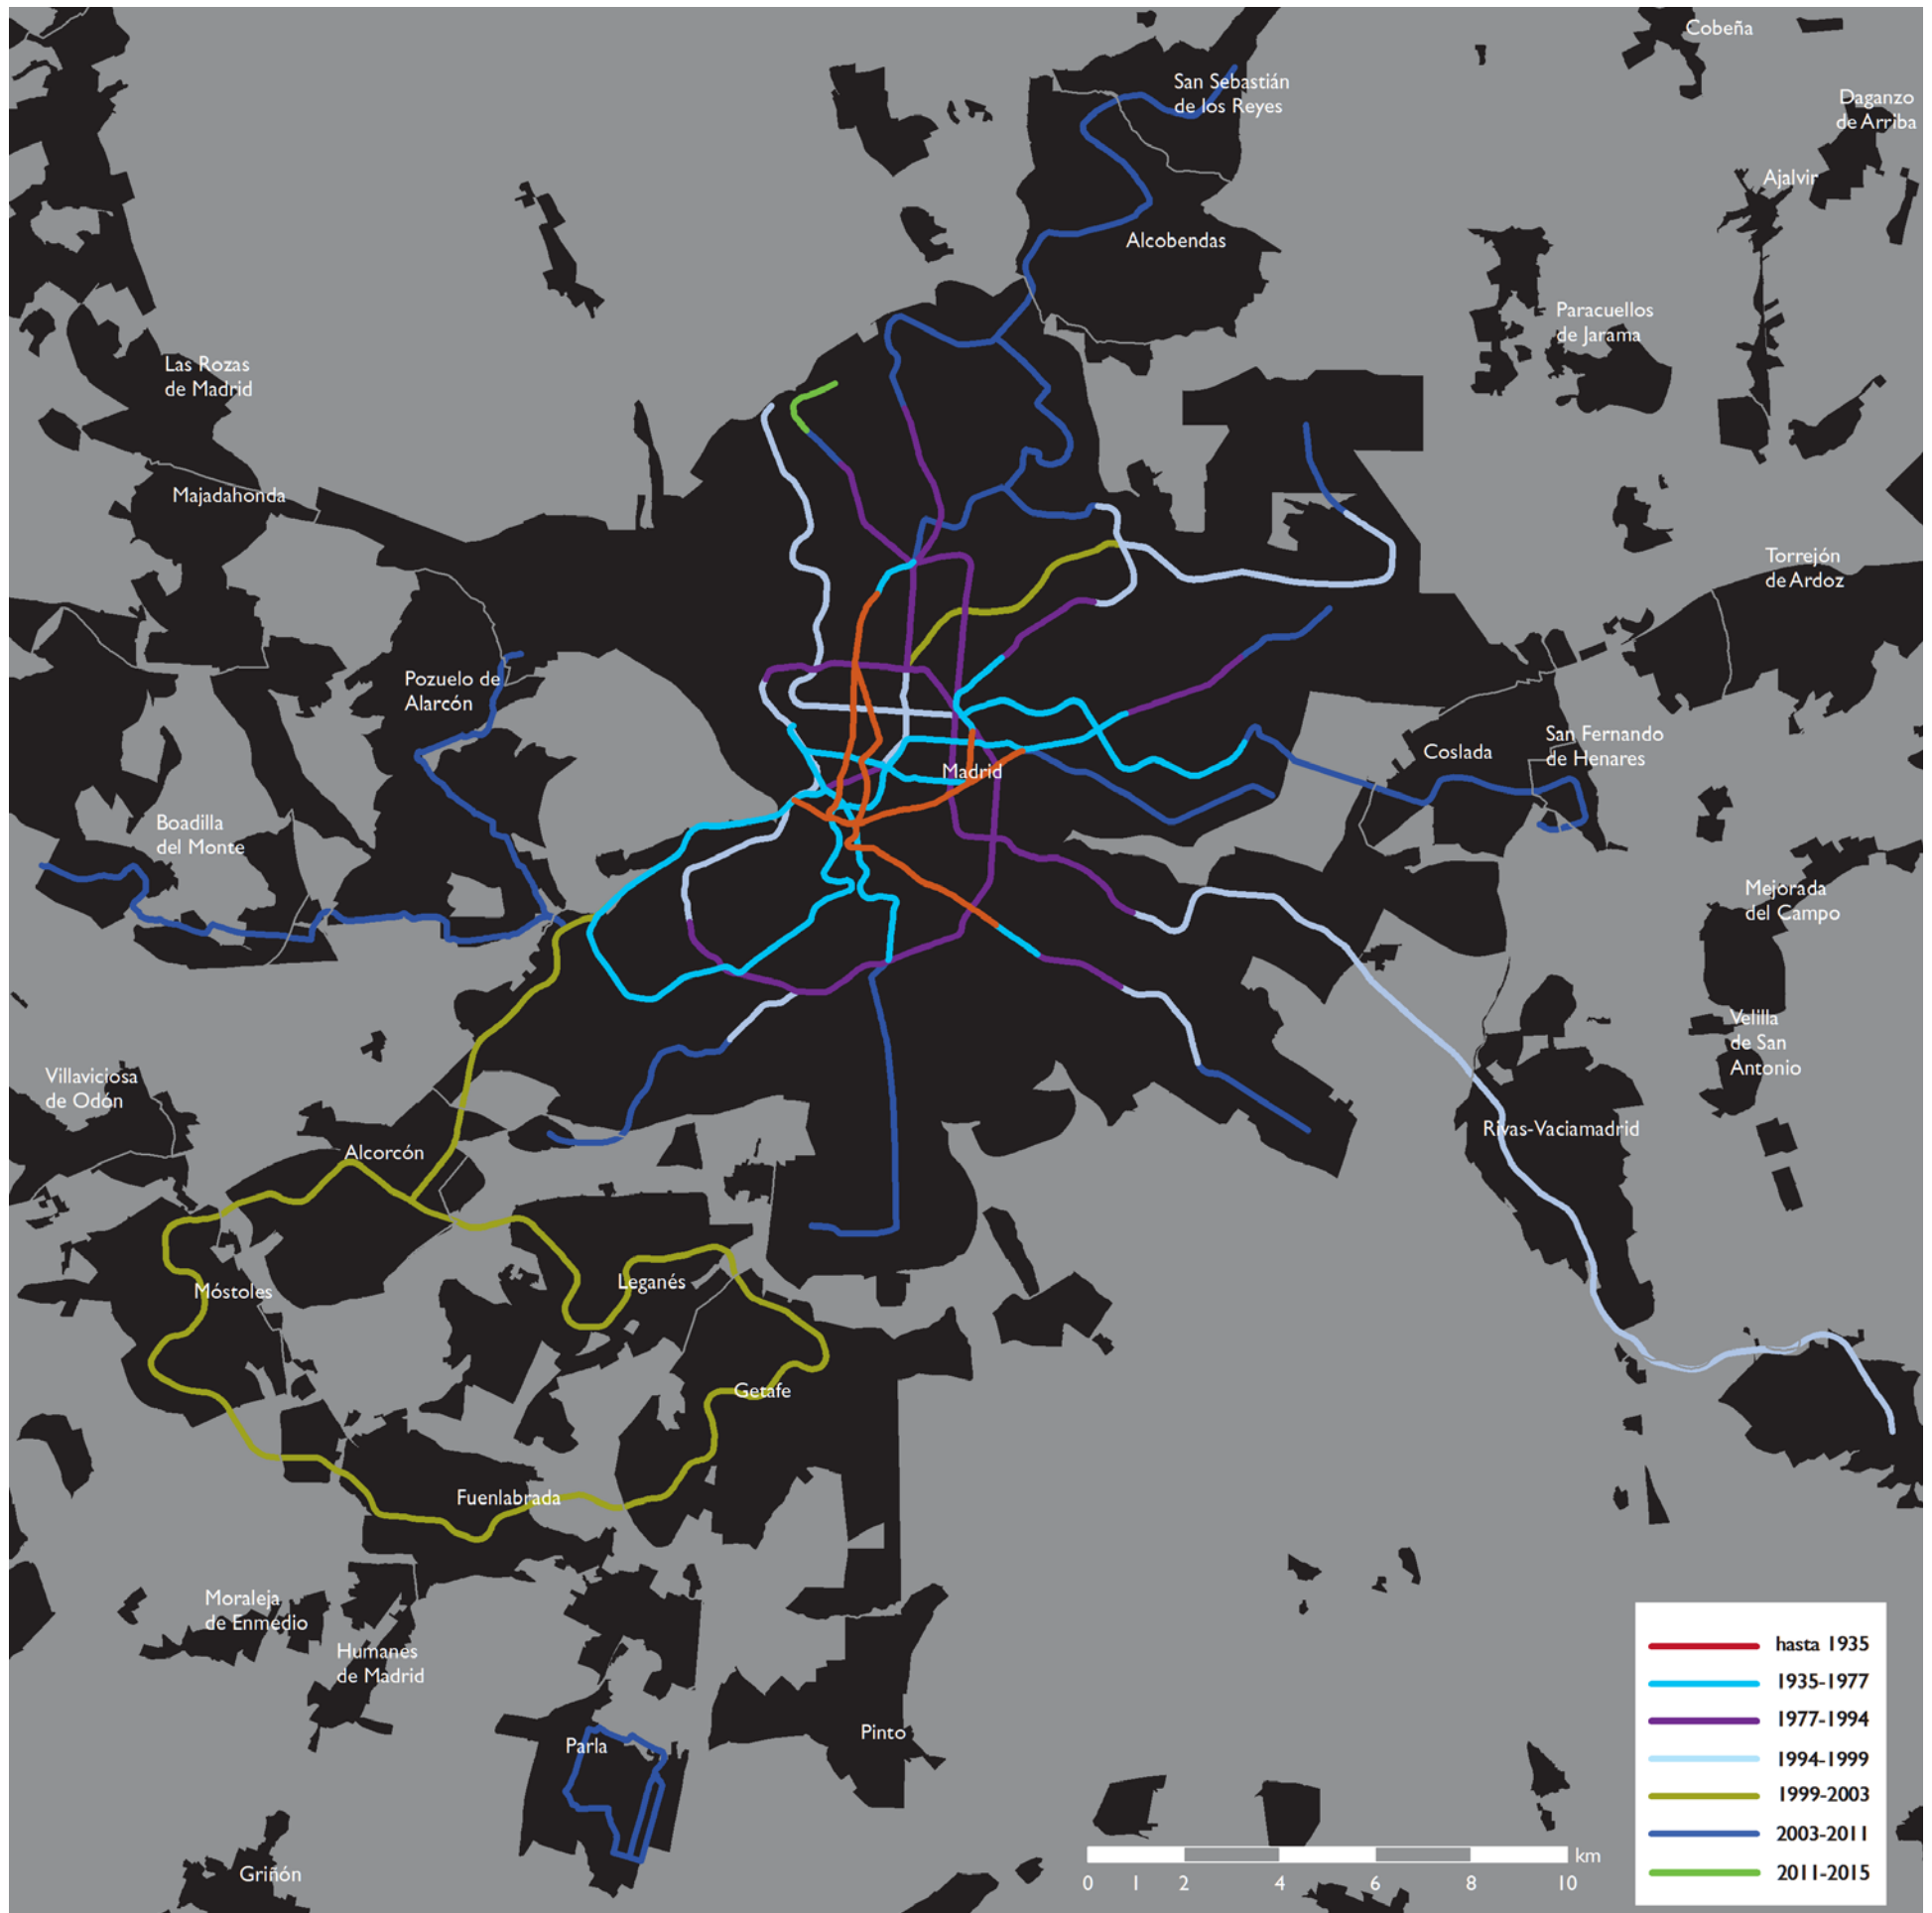 Cobeña
San Sebastián
de los Reyes
Daganzo
de Arriba
Ajalvir
Alcobendas
Paracuellos
de Jarama
Las Rozas
de Madrid
Majadahonda
Torrejón
de Ardoz
Pozuelo de
Alarcón
San Fernando
de Henares
Coslada
Madrid
Boadilla
del Monte
Mejorada
del Campo
Velilla
de San
Antonio
Villaviciosa
de Odón
Rivas-Vaciamadrid
Alcorcón
Leganés
Móstoles
Getafe
Fuenlabrada
Moraleja
de Enmedio
Humanes
de Madrid
Parla
Pinto
Griñón
hasta 1935
1935-1977
1977-1994
1994-1999
1999-2003
2003-2011
2011-2015
km
0 1 2 4 6 8 10